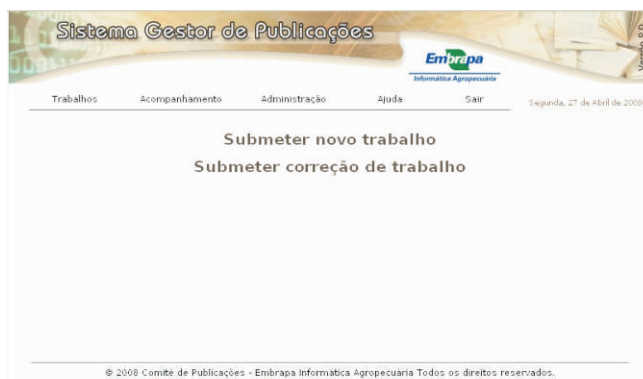 Sistema Gestor de Publicações
Embrapa
Informática Agropecuária
Trabalhos Acompanhamento Administração Ajuda Sair
Segunda, 27 de Abril de 2009
Submeter novo trabalho
Submeter correção de trabalho
© 2008 Comitê de Publicações - Embrapa Informática Agropecuária Todos os direitos reservados.